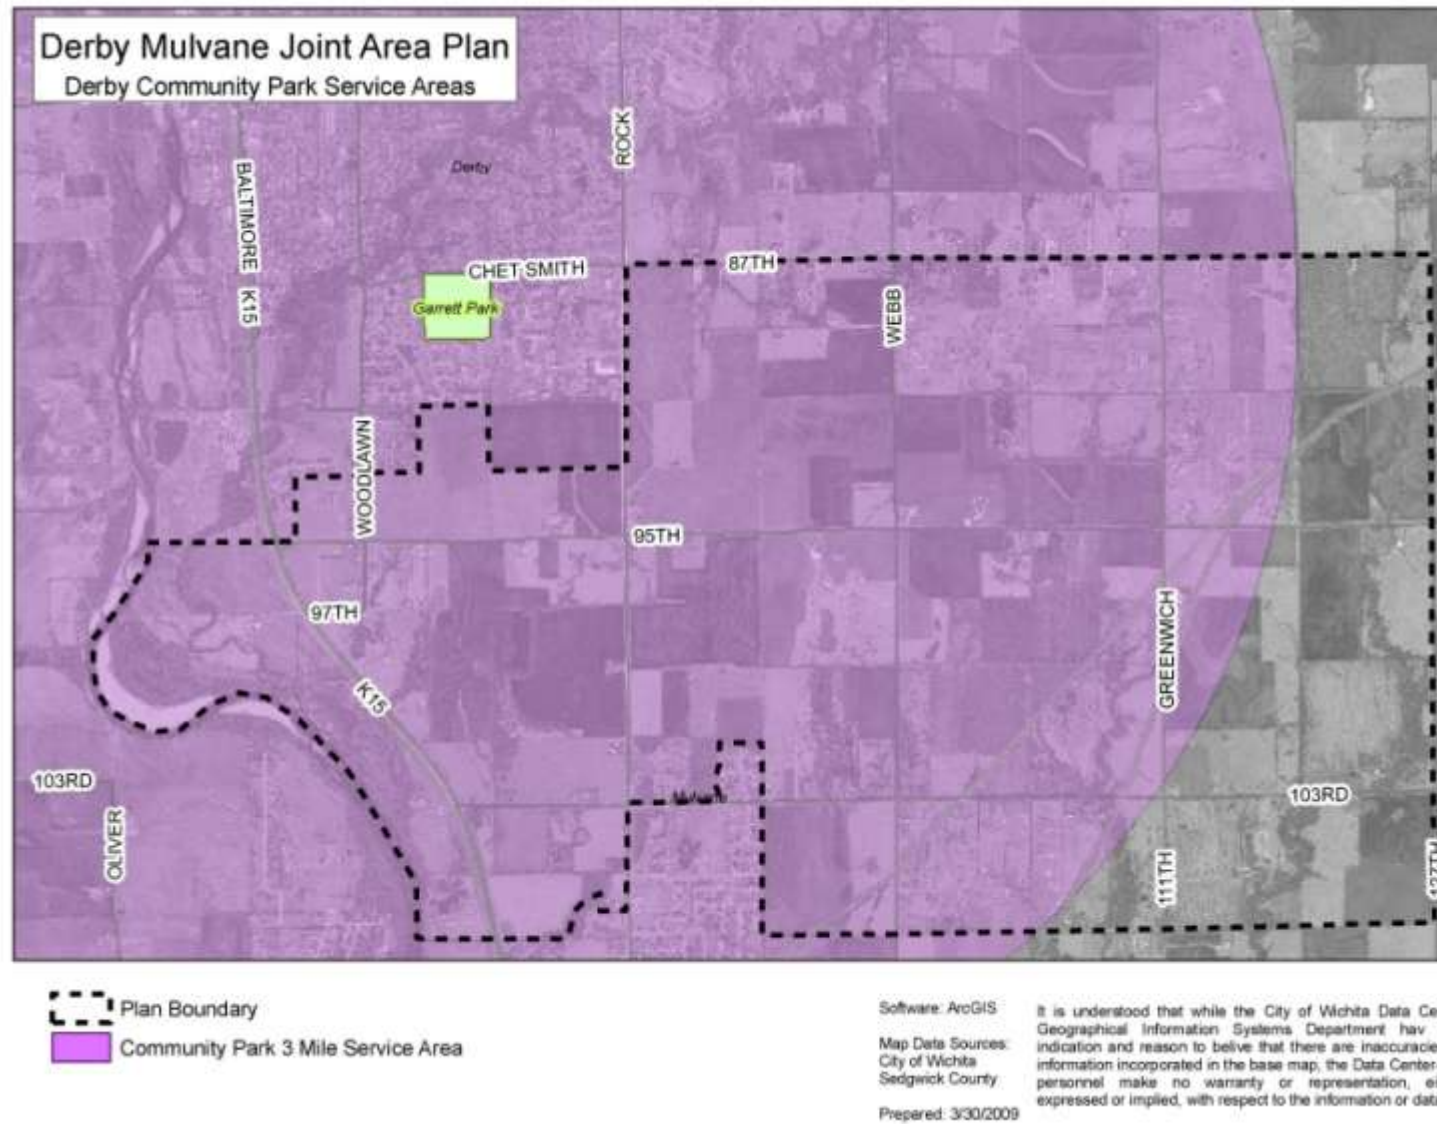 Derby Mulvane Joint Area Plan
Derby Community Park Service Areas
ROCK
BALTIMORE K15
Derby
CHET SMITH
87TH
Garrett Park
WEBB
WOODLAWN
95TH
97TH
GREENWICH
K15
103RD
103RD
OLIVER
111TH
127TH
Plan Boundary
Community Park 3 Mile Service Area
Software: ArcGIS
Map Data Sources:
City of Wichita
Sedgwick County
Prepared: 3/30/2009
It is understood that while the City of Wichita Data Ce
Geographical Information Systems Department hav
indication and reason to belive that there are inaccuracie
information incorporated in the base map, the Data Center
personnel make no warranty or representation, ei
expressed or implied, with respect to the information or data